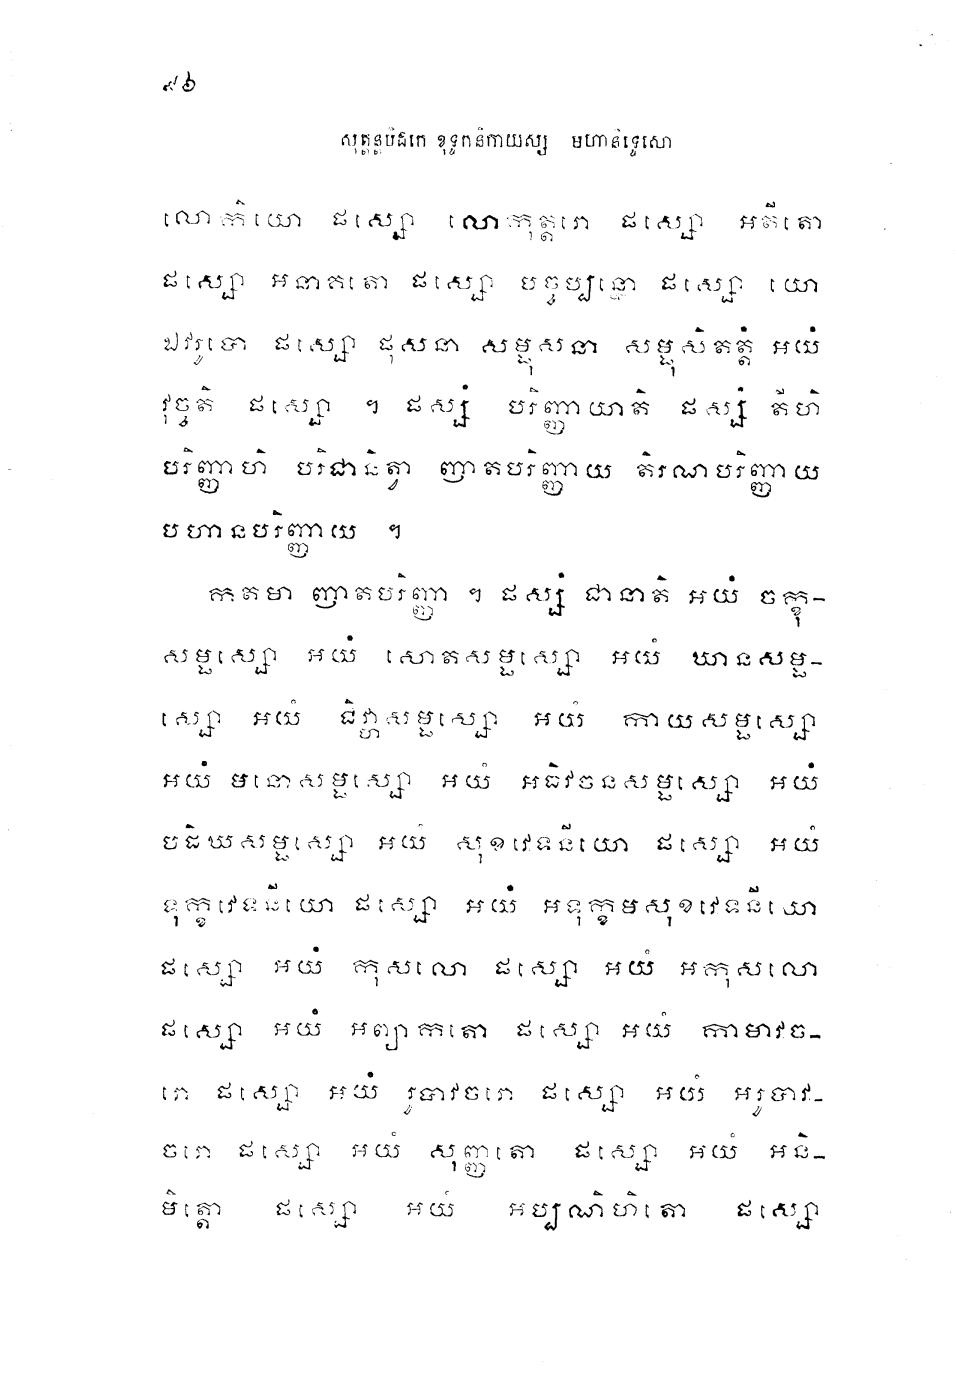 ៩៦
សុត្តន្តបិដកេ ខុទ្ទកនិកាយស្ស មហានិទ្ទេសោ
លោកិយោ ផស្សោ លោកុត្តរោ ផស្សោ អតីតោ
ផស្សោ អនាគតោ ផស្សោ បច្ចុប្បន្នោ ផស្សោ យោ
ឯវរូបោ ផស្សោ ផុសនា សម្ផុសនា សម្ផុសិតត្តំ អយំ
វុច្ចតិ ផស្សោ ។ ផស្សំ បរិញ្ញាយាតិ ផស្សំ តីហិ
បរិញ្ញាហិ បរិជានិត្វា ញាតបរិញ្ញាយ តិរណបរិញ្ញាយ
បហានបរិញ្ញាយ ។
កតមា ញាតបរិញ្ញា ។ ផស្សំ ជានាតិ អយំ ចក្ខុ-
សម្ផស្សោ អយំ សោតសម្ផស្សោ អយំ ឃានសម្ផ-
ស្សោ អយំ ជិវ្ហាសម្ផស្សោ អយំ កាយសម្ផស្សោ
អយំ មនោសម្ផស្សោ អយំ អធិវចនសម្ផស្សោ អយំ
បដិឃសម្ផស្សោ អយំ សុខវេទនីយោ ផស្សោ អយំ
ទុក្ខវេទនីយោ ផស្សោ អយំ អទុក្ខមសុខវេទនីយោ
ផស្សោ អយំ កុសលោ ផស្សោ អយំ អកុសលោ
ផស្សោ អយំ អព្យាកតោ ផស្សោ អយំ កាមាវច-
រោ ផស្សោ អយំ រូបាវចរោ ផស្សោ អយំ អរូបាវ-
ចរោ ផស្សោ អយំ សុញ្ញតោ ផស្សោ អយំ អនិ-
មិត្តោ ផស្សោ អយំ អប្បណិហិតោ ផស្សោ